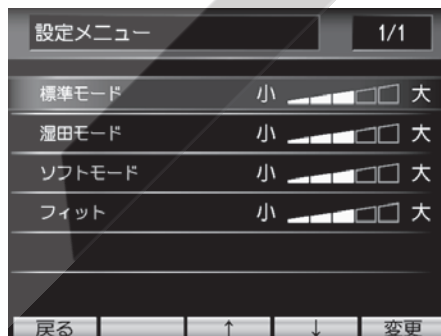 設定メニュー 1/1
標準モード 小 大
湿田モード 小 大
ソフトモード 小 大
フィット 小 大
戻る ↑ ↓ 変更